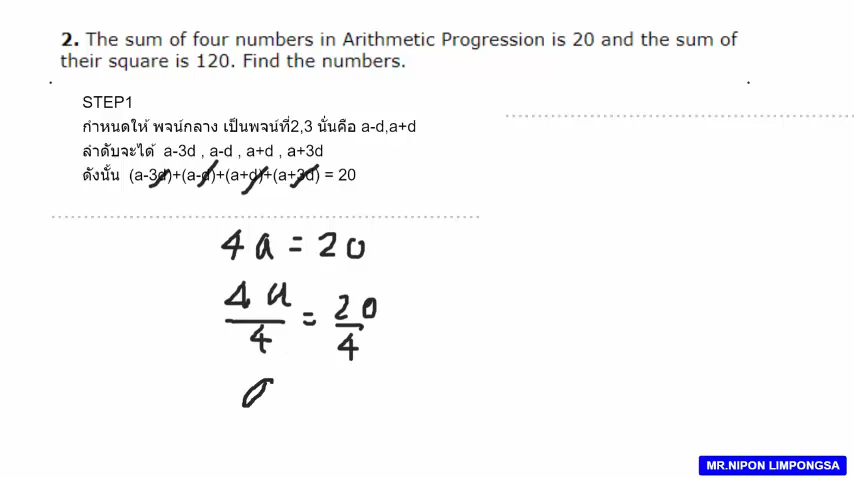 2. The sum of four numbers in Arithmetic Progression is 20 and the sum of
their square is 120. Find the numbers.
STEP1
กำหนดให้ พจน์กลาง เป็นพจน์ที่2,3 นั่นคือ a-d,a+d
ลำดับจะได้ a-3d , a-d , a+d , a+3d
ดังนั้น (a-3d)+(a-d)+(a+d)+(a+3d) = 20
4a = 20
4a/4 = 20/4
a
MR.NIPON LIMPONGSA